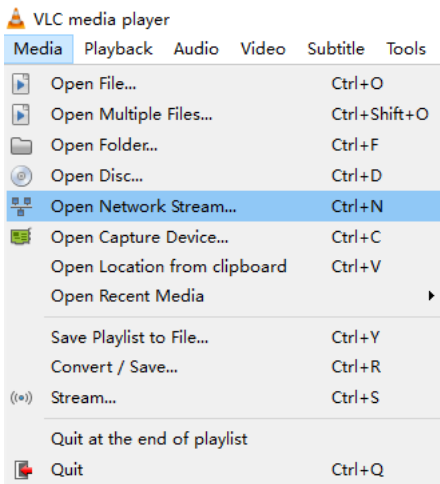 VLC media player
Media Playback Audio Video Subtitle Tools
Open File... Ctrl+O
Open Multiple Files... Ctrl+Shift+O
Open Folder... Ctrl+F
Open Disc... Ctrl+D
Open Network Stream... Ctrl+N
Open Capture Device... Ctrl+C
Open Location from clipboard Ctrl+V
Open Recent Media
Save Playlist to File... Ctrl+Y
Convert / Save... Ctrl+R
Stream... Ctrl+S
Quit at the end of playlist
Quit Ctrl+Q